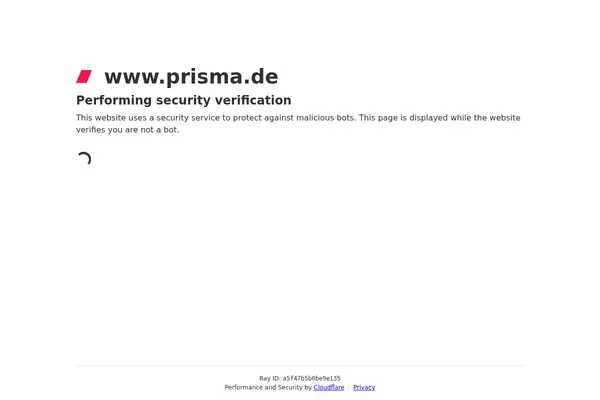 www.prisma.de
Performing security verification
This website uses a security service to protect against malicious bots. This page is displayed while the website
verifies you are not a bot.
Ray ID: a5f47b5b0be9e135
Performance and Security by Cloudflare Privacy